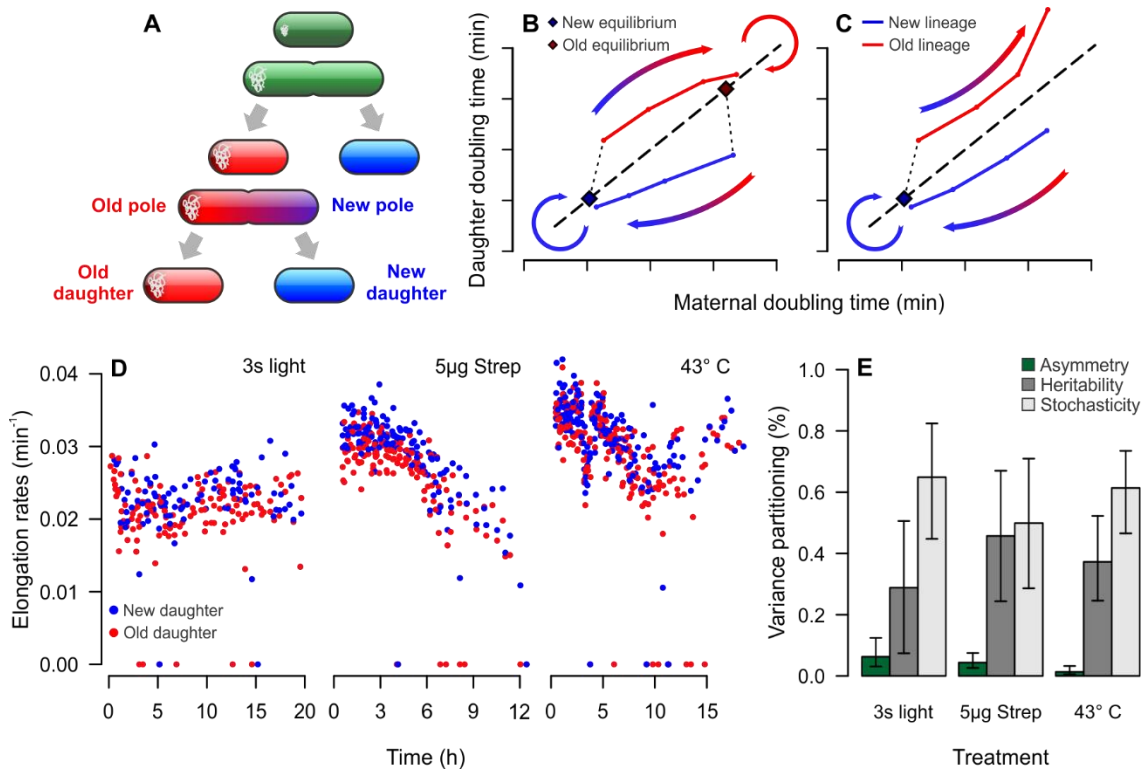 A
Old pole
New pole
Old
daughter
New
daughter
B
New equilibrium
Old equilibrium
Daughter doubling time (min)
C
New lineage
Old lineage
Maternal doubling time (min)
D
3s light
5µg Strep
43° C
Elongation rates (min⁻¹)
0.04
0.03
0.02
0.01
0.00
New daughter
Old daughter
0 5 10 15 20
0 3 6 9 12
0 5 10 15
Time (h)
E
Asymmetry
Heritability
Stochasticity
Variance partitioning (%)
1.0
0.8
0.6
0.4
0.2
0.0
3s light 5µg Strep 43° C
Treatment